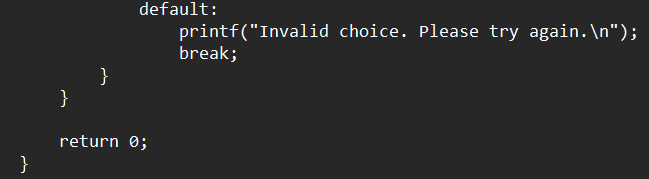 default:
printf("Invalid choice. Please try again.\n");
break;
}
}
return 0;
}